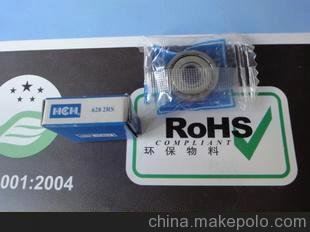 HCH
628 2RS
RoHS
COMPLIANT
环保物料
001:2004
china.makepolo.com